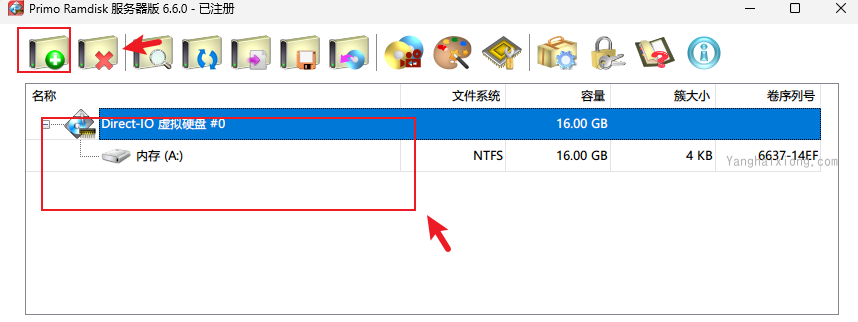 Primo Ramdisk 服务器版 6.6.0 - 已注册
名称 文件系统 容量 簇大小 卷序列号
Direct-IO 虚拟硬盘 #0 16.00 GB
内存 (A:) NTFS 16.00 GB 4 KB 6637-14EF
YanghaiXiong.com